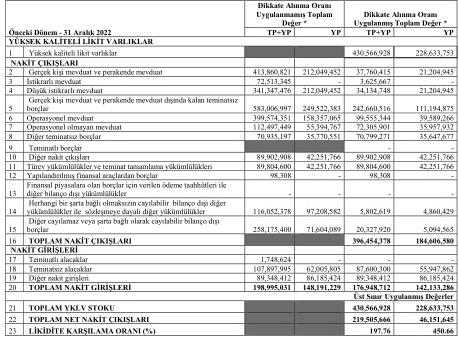 Dikkate Alınma Oranı Uygulanmamış Toplam Değer * Dikkate Alınma Oranı Uygulanmış Toplam Değer *
Önceki Dönem - 31 Aralık 2022 TP+YP YP TP+YP YP
YÜKSEK KALİTELİ LİKİT VARLIKLAR
1 Yüksek kaliteli likit varlıklar 430,566,928 228,633,753
NAKİT ÇIKIŞLARI
2 Gerçek kişi mevduat ve perakende mevduat 413,860,821 212,049,452 37,760,415 21,204,945
3 İstikrarlı mevduat 72,513,345 - 3,625,667 -
4 Düşük istikrarlı mevduat 341,347,476 212,049,452 34,134,748 21,204,945
5 Gerçek kişi mevduat ve perakende mevduat dışında kalan teminatsız borçlar 583,006,997 249,522,383 242,660,516 111,194,875
6 Operasyonel mevduat 399,574,351 158,357,065 99,555,344 39,589,266
7 Operasyonel olmayan mevduat 112,497,449 55,394,767 72,305,901 35,957,932
8 Diğer teminatsız borçlar 70,935,197 35,770,551 70,799,271 35,647,677
9 Teminatlı borçlar - -
10 Diğer nakit çıkışları 89,902,908 42,251,766 89,902,908 42,251,766
11 Türev yükümlülükler ve teminat tamamlama yükümlülükleri 89,804,600 42,251,766 89,804,600 42,251,766
12 Yapılandırılmış finansal araçlardan borçlar 98,308 - 98,308 -
13 Finansal piyasalara olan borçlar için verilen ödeme taahhütleri ile diğer bilanço dışı yükümlülükler - - - -
14 Herhangi bir şarta bağlı olmaksızın cayılabilir bilanço dışı diğer yükümlülükler ile sözleşmeye dayalı diğer yükümlülükler 116,052,378 97,208,582 5,802,619 4,860,429
15 Diğer cayılamaz veya şartа bağlı olarak cayılabilir bilanço dışı borçlar 258,175,400 71,604,089 20,327,920 5,094,565
16 TOPLAM NAKİT ÇIKIŞLARI 396,454,378 184,606,580
NAKİT GİRİŞLERİ
17 Teminatlı alacaklar 1,748,624 - - -
18 Teminatsız alacaklar 107,897,995 62,005,805 87,600,300 55,947,862
19 Diğer nakit girişleri 89,348,412 86,185,424 89,348,412 86,185,424
20 TOPLAM NAKİT GİRİŞLERİ 198,995,031 148,191,229 176,948,712 142,133,286
Üst Sınır Uygulanmış Değerler
21 TOPLAM YKLV STOKU 430,566,928 228,633,753
22 TOPLAM NET NAKİT ÇIKIŞLARI 219,505,666 46,151,645
23 LİKİDİTE KARŞILAMA ORANI (%) 197.76 450.66